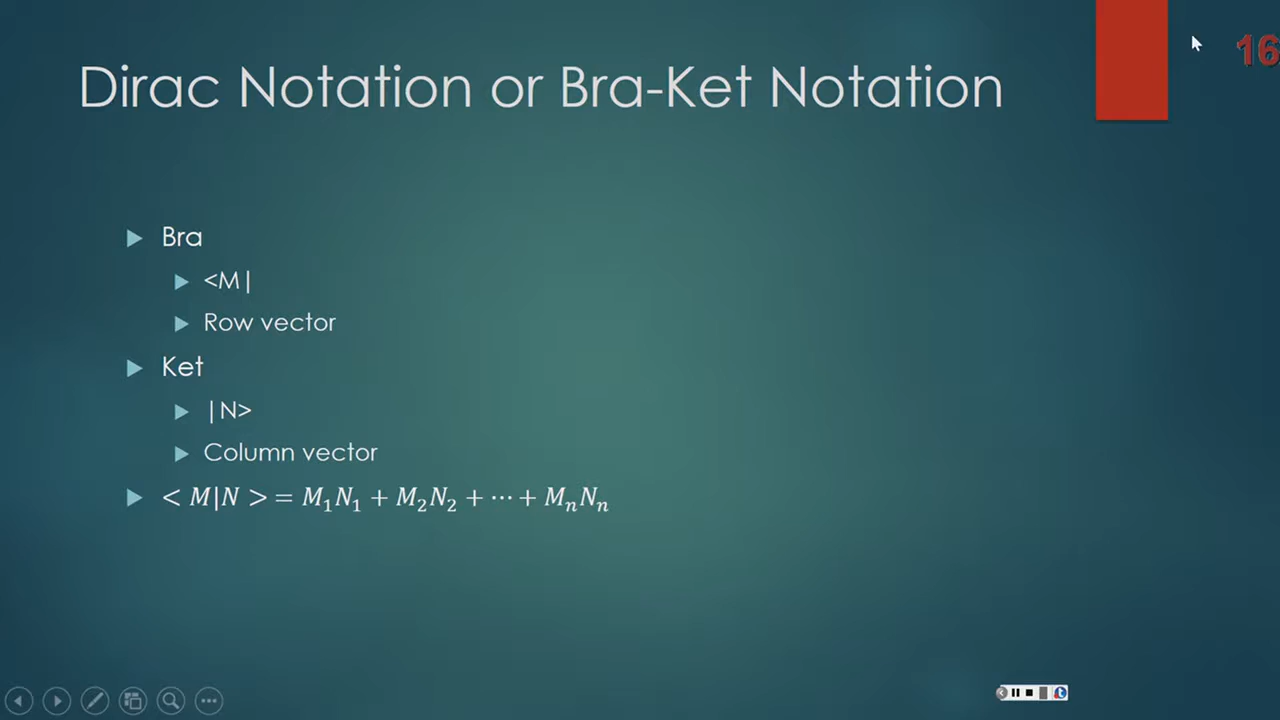 Dirac Notation or Bra-Ket Notation
16
Bra
<M|
Row vector
Ket
|N>
Column vector
< M|N > = M₁N₁ + M₂N₂ + ⋯ + MₙNₙ